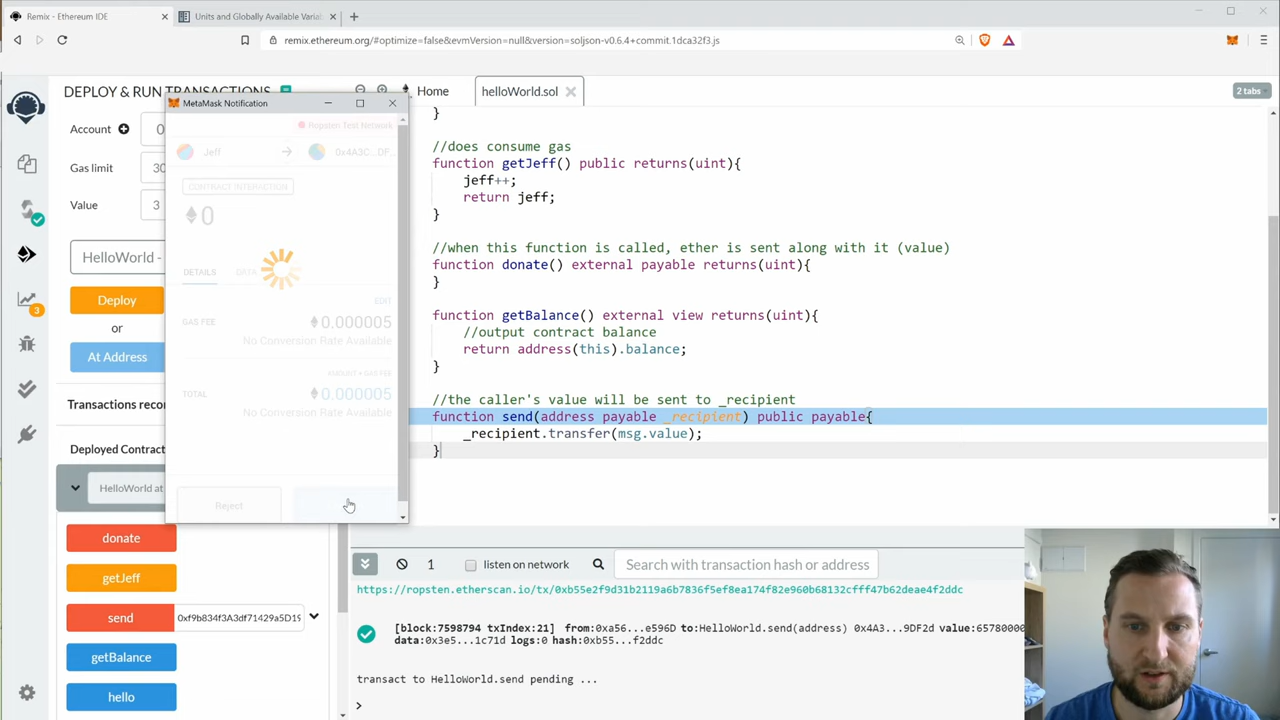 Remix - Ethereum IDE
Units and Globally Available Varia
remix.ethereum.org/#optimize=false&evmVersion=null&version=soljson-v0.6.4+commit.1dca32f3.js
DEPLOY & RUN TRANSACTIONS
Home
helloWorld.sol
2 tabs
Account
0
Gas limit
30
Value
3
HelloWorld -
Deploy
or
At Address
Transactions reco
Deployed Contract
HelloWorld at
donate
getJeff
send
0xf9b834f3A3df71429a5D19
getBalance
hello
3
MetaMask Notification
Ropsten Test Network
Jeff
0x4A3C...DF...
CONTRACT INTERACTION
0
DETAILS
DATA
EDIT
GAS FEE
0.000005
No Conversion Rate Available
AMOUNT + GAS FEE
TOTAL
0.000005
No Conversion Rate Available
Reject
}
//does consume gas
function getJeff() public returns(uint){
jeff++;
return jeff;
}
//when this function is called, ether is sent along with it (value)
function donate() external payable returns(uint){
}
function getBalance() external view returns(uint){
//output contract balance
return address(this).balance;
}
//the caller's value will be sent to _recipient
function send(address payable _recipient) public payable{
_recipient.transfer(msg.value);
}
1
listen on network
Search with transaction hash or address
https://ropsten.etherscan.io/tx/0xb55e2f9d31b2119a6b7836f5ef8ea174f82e960b68132cfff47b62deae4f2ddc
[block:7598794 txIndex:21] from:0xa56...e596D to:HelloWorld.send(address) 0x4A3...9DF2d value:65780000
data:0x3e5...1c71d logs:0 hash:0xb55...f2ddc
transact to HelloWorld.send pending ...
>